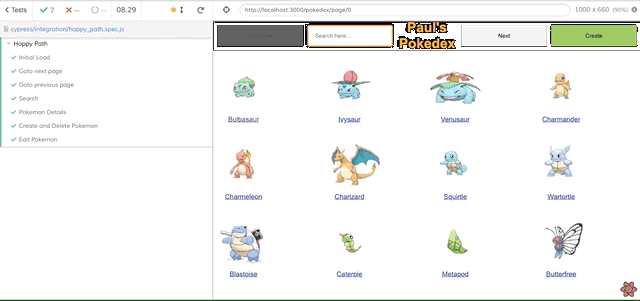 Tests 7 -- -- 08.29
http://localhost:3000/pokedex/page/0 1000 x 660 (90%)
cypress/integration/happy_path.spec.js
Happy Path
Initial Load
Goto next page
Goto previous page
Search
Pokemon Details
Create and Delete Pokemon
Edit Pokemon
Search here...
Paul's
Pokedex
Next
Create
Bulbasaur Ivysaur Venusaur Charmander
Charmeleon Charizard Squirtle Wartortle
Blastoise Caterpie Metapod Butterfree